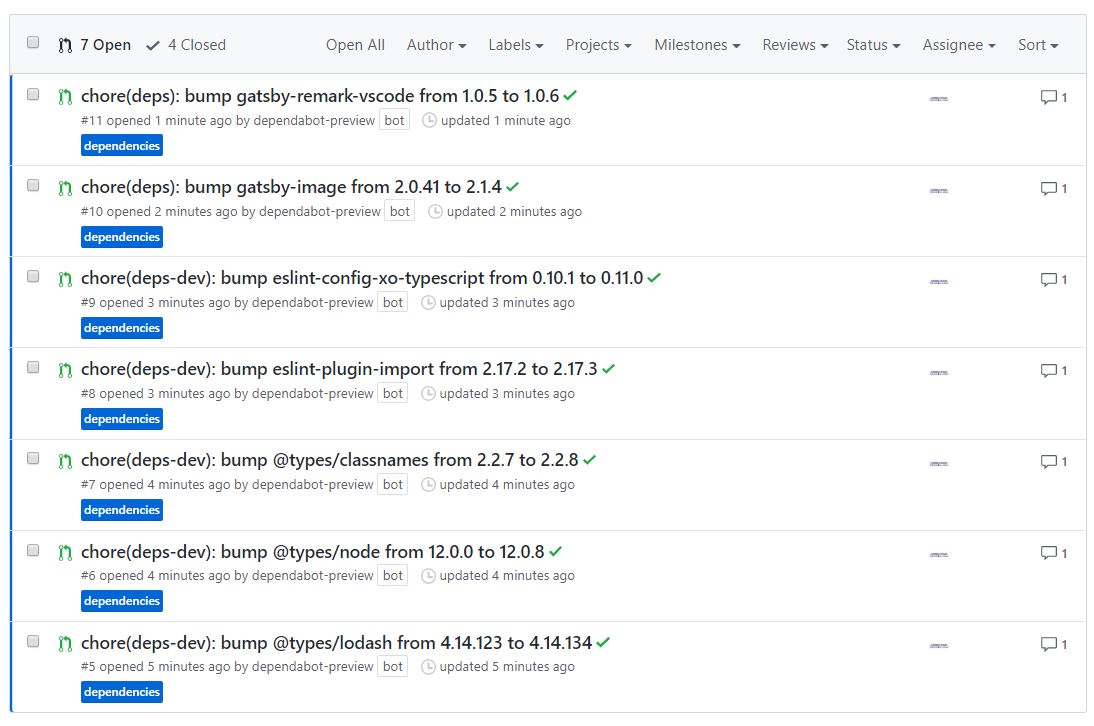 7 Open 4 Closed Open All Author Labels Projects Milestones Reviews Status Assignee Sort
chore(deps): bump gatsby-remark-vscode from 1.0.5 to 1.0.6
#11 opened 1 minute ago by dependabot-preview bot updated 1 minute ago
dependencies
1
chore(deps): bump gatsby-image from 2.0.41 to 2.1.4
#10 opened 2 minutes ago by dependabot-preview bot updated 2 minutes ago
dependencies
1
chore(deps-dev): bump eslint-config-xo-typescript from 0.10.1 to 0.11.0
#9 opened 3 minutes ago by dependabot-preview bot updated 3 minutes ago
dependencies
1
chore(deps-dev): bump eslint-plugin-import from 2.17.2 to 2.17.3
#8 opened 3 minutes ago by dependabot-preview bot updated 3 minutes ago
dependencies
1
chore(deps-dev): bump @types/classnames from 2.2.7 to 2.2.8
#7 opened 4 minutes ago by dependabot-preview bot updated 4 minutes ago
dependencies
1
chore(deps-dev): bump @types/node from 12.0.0 to 12.0.8
#6 opened 4 minutes ago by dependabot-preview bot updated 4 minutes ago
dependencies
1
chore(deps-dev): bump @types/lodash from 4.14.123 to 4.14.134
#5 opened 5 minutes ago by dependabot-preview bot updated 5 minutes ago
dependencies
1